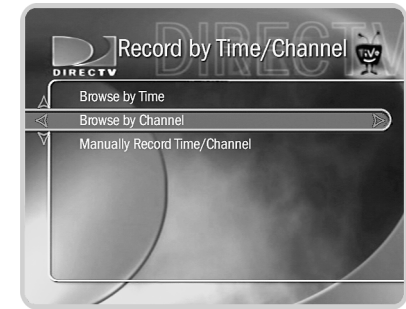 DIRECTV
Record by Time/Channel
TiVo
DIRECTV
Browse by Time
Browse by Channel
Manually Record Time/Channel